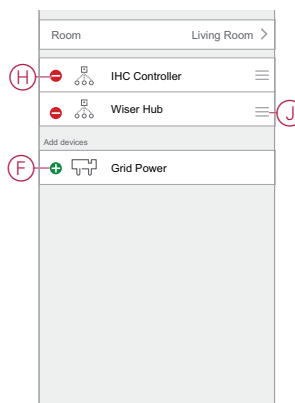 Room Living Room >
H IHC Controller
Wiser Hub J
Add devices
F Grid Power